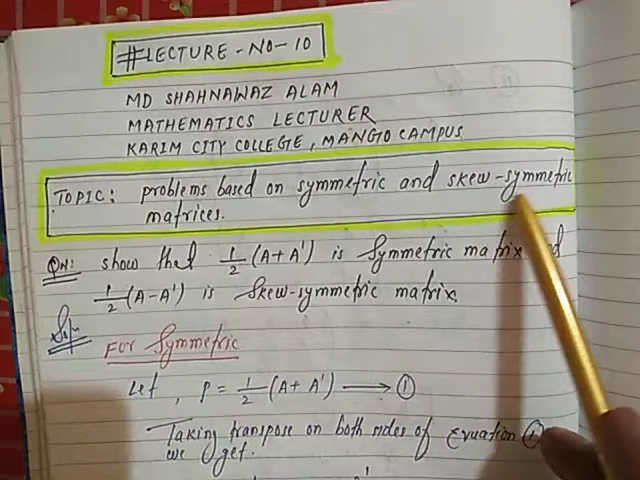 #LECTURE-NO-10
MD SHAHNAWAZ ALAM
MATHEMATICS LECTURER
KARIM CITY COLLEGE, MANGO CAMPUS
TOPIC: problems based on symmetric and skew-symmetric
matrices.
QN: show that 1/2 (A+A') is symmetric matrix and
1/2 (A-A') is skew-symmetric matrix.
Soln
For Symmetric
Let, P = 1/2 (A+A') → ①
Taking transpose on both sides of Equation ①
we get.